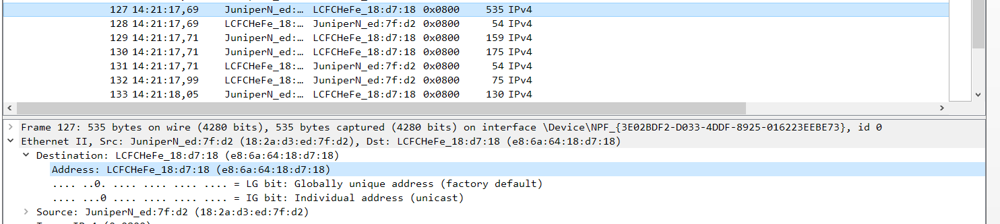 127 14:21:17,69 JuniperN_ed:… LCFCHeFe_18:d7:18 0x0800 535 IPv4
128 14:21:17,69 LCFCHeFe_18:… JuniperN_ed:7f:d2 0x0800 54 IPv4
129 14:21:17,71 JuniperN_ed:… LCFCHeFe_18:d7:18 0x0800 159 IPv4
130 14:21:17,71 JuniperN_ed:… LCFCHeFe_18:d7:18 0x0800 175 IPv4
131 14:21:17,71 LCFCHeFe_18:… JuniperN_ed:7f:d2 0x0800 54 IPv4
132 14:21:17,99 LCFCHeFe_18:… JuniperN_ed:7f:d2 0x0800 75 IPv4
133 14:21:18,05 JuniperN_ed:… LCFCHeFe_18:d7:18 0x0800 130 IPv4
Frame 127: 535 bytes on wire (4280 bits), 535 bytes captured (4280 bits) on interface \Device\NPF_{3E02BDF2-D033-4DDF-8925-016223EEBE73}, id 0
Ethernet II, Src: JuniperN_ed:7f:d2 (18:2a:d3:ed:7f:d2), Dst: LCFCHeFe_18:d7:18 (e8:6a:64:18:d7:18)
Destination: LCFCHeFe_18:d7:18 (e8:6a:64:18:d7:18)
Address: LCFCHeFe_18:d7:18 (e8:6a:64:18:d7:18)
.... ..0. .... .... .... .... = LG bit: Globally unique address (factory default)
.... ...0 .... .... .... .... = IG bit: Individual address (unicast)
Source: JuniperN_ed:7f:d2 (18:2a:d3:ed:7f:d2)